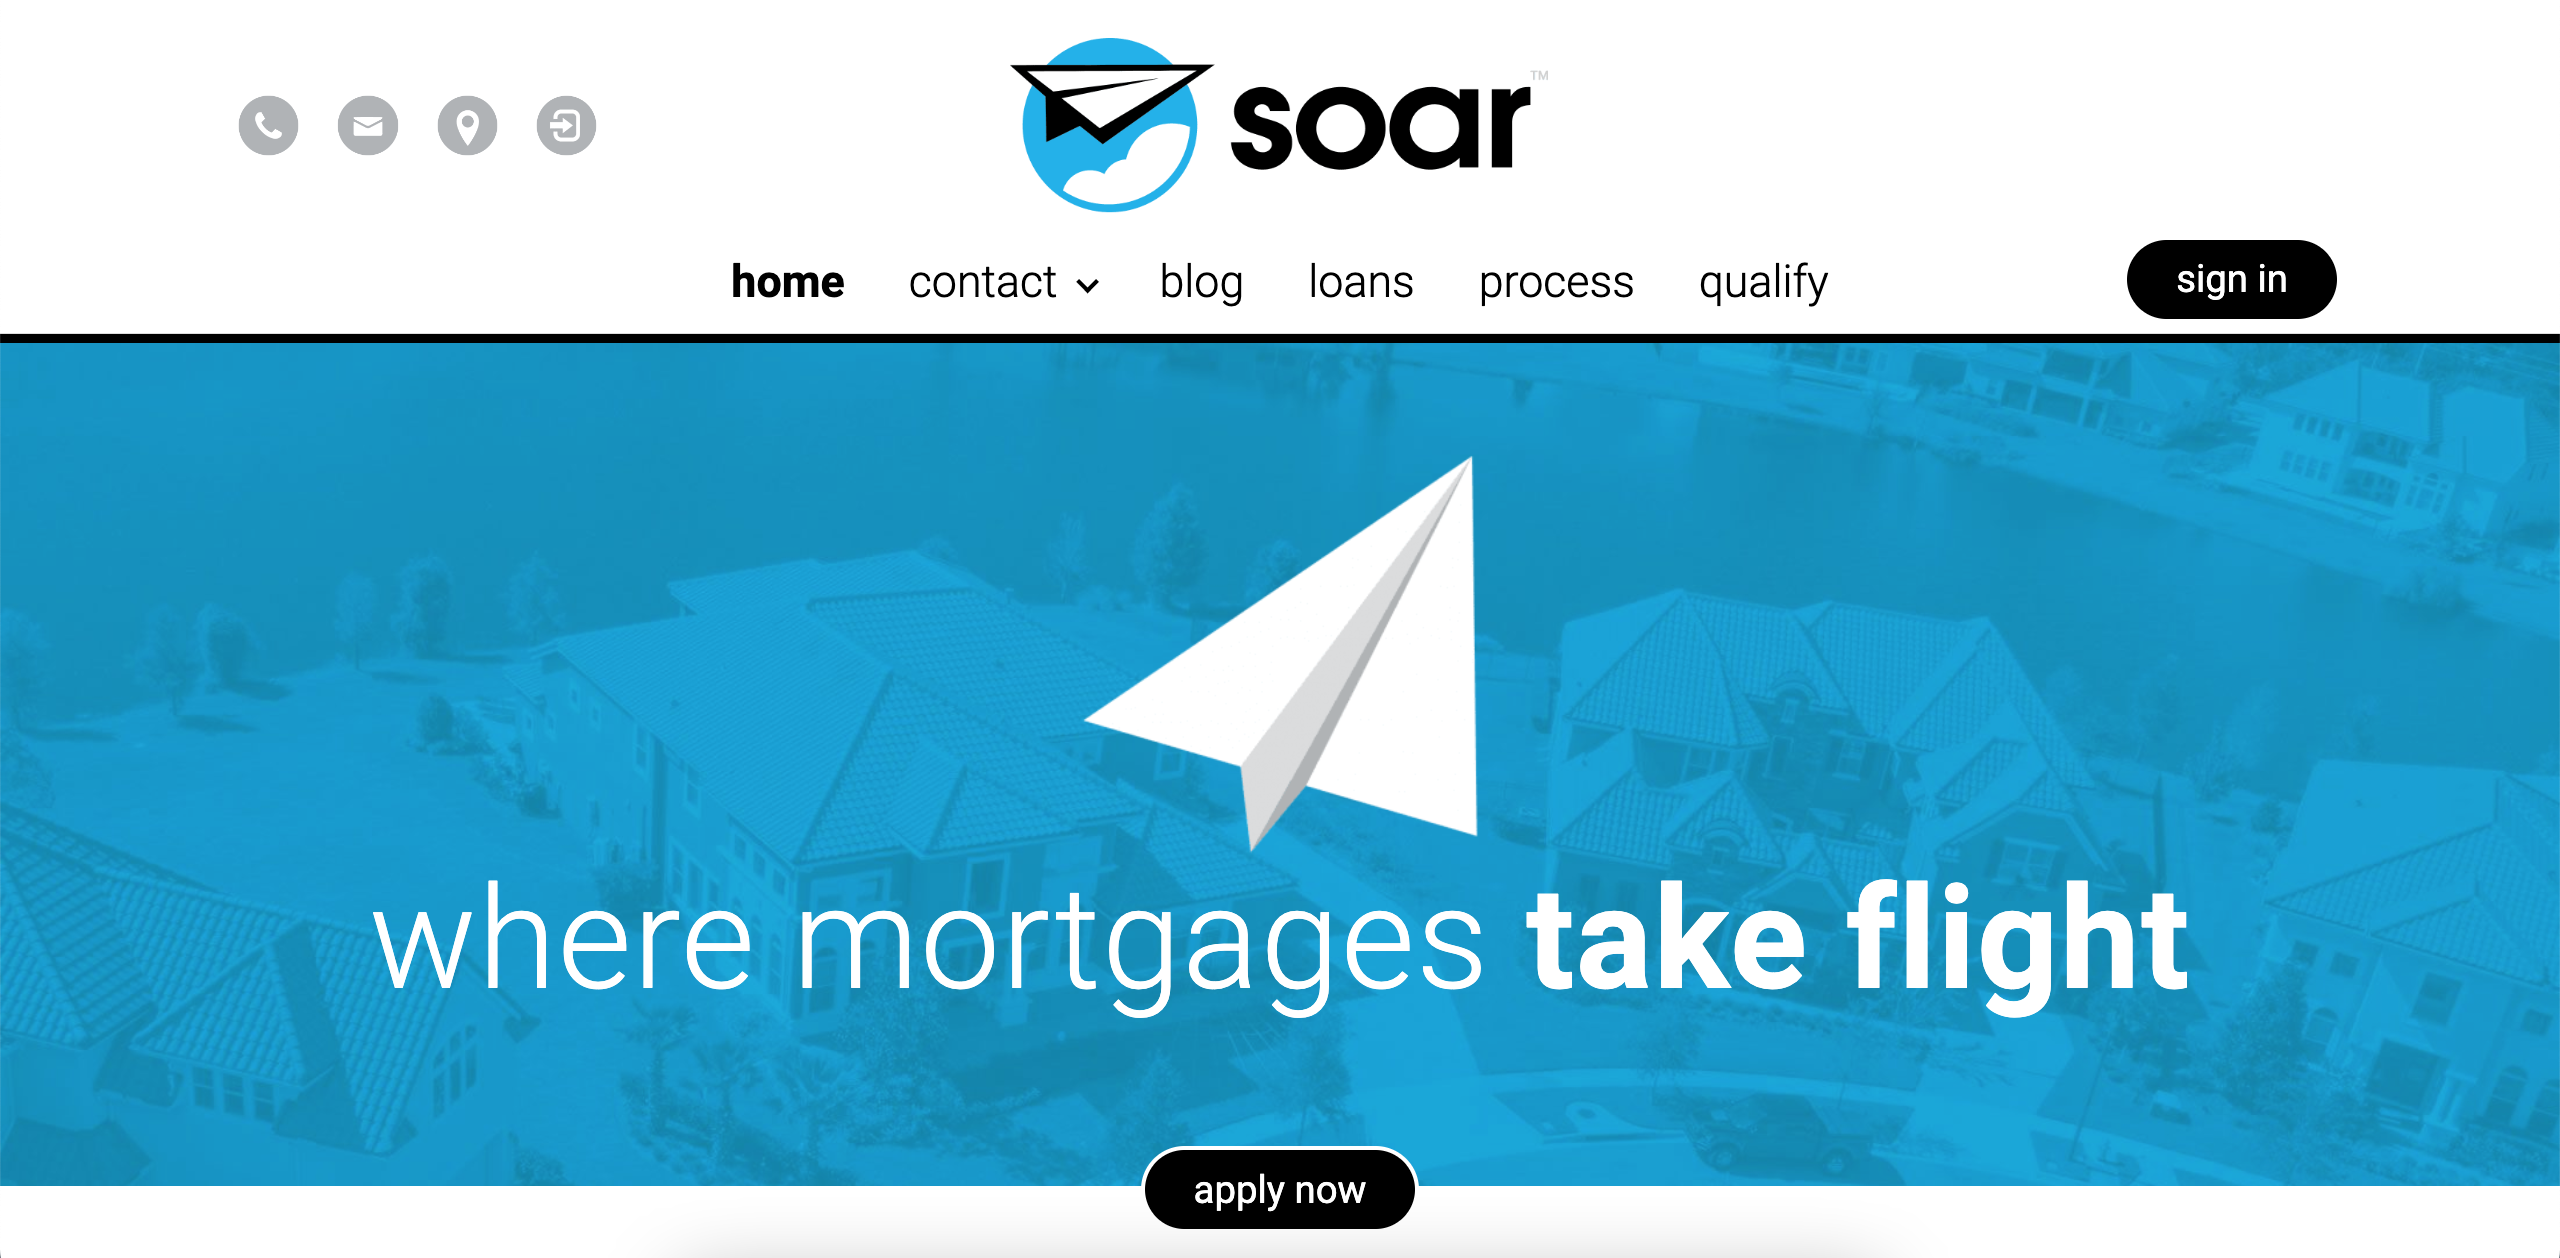 soar™
home contact blog loans process qualify
sign in
where mortgages take flight
apply now